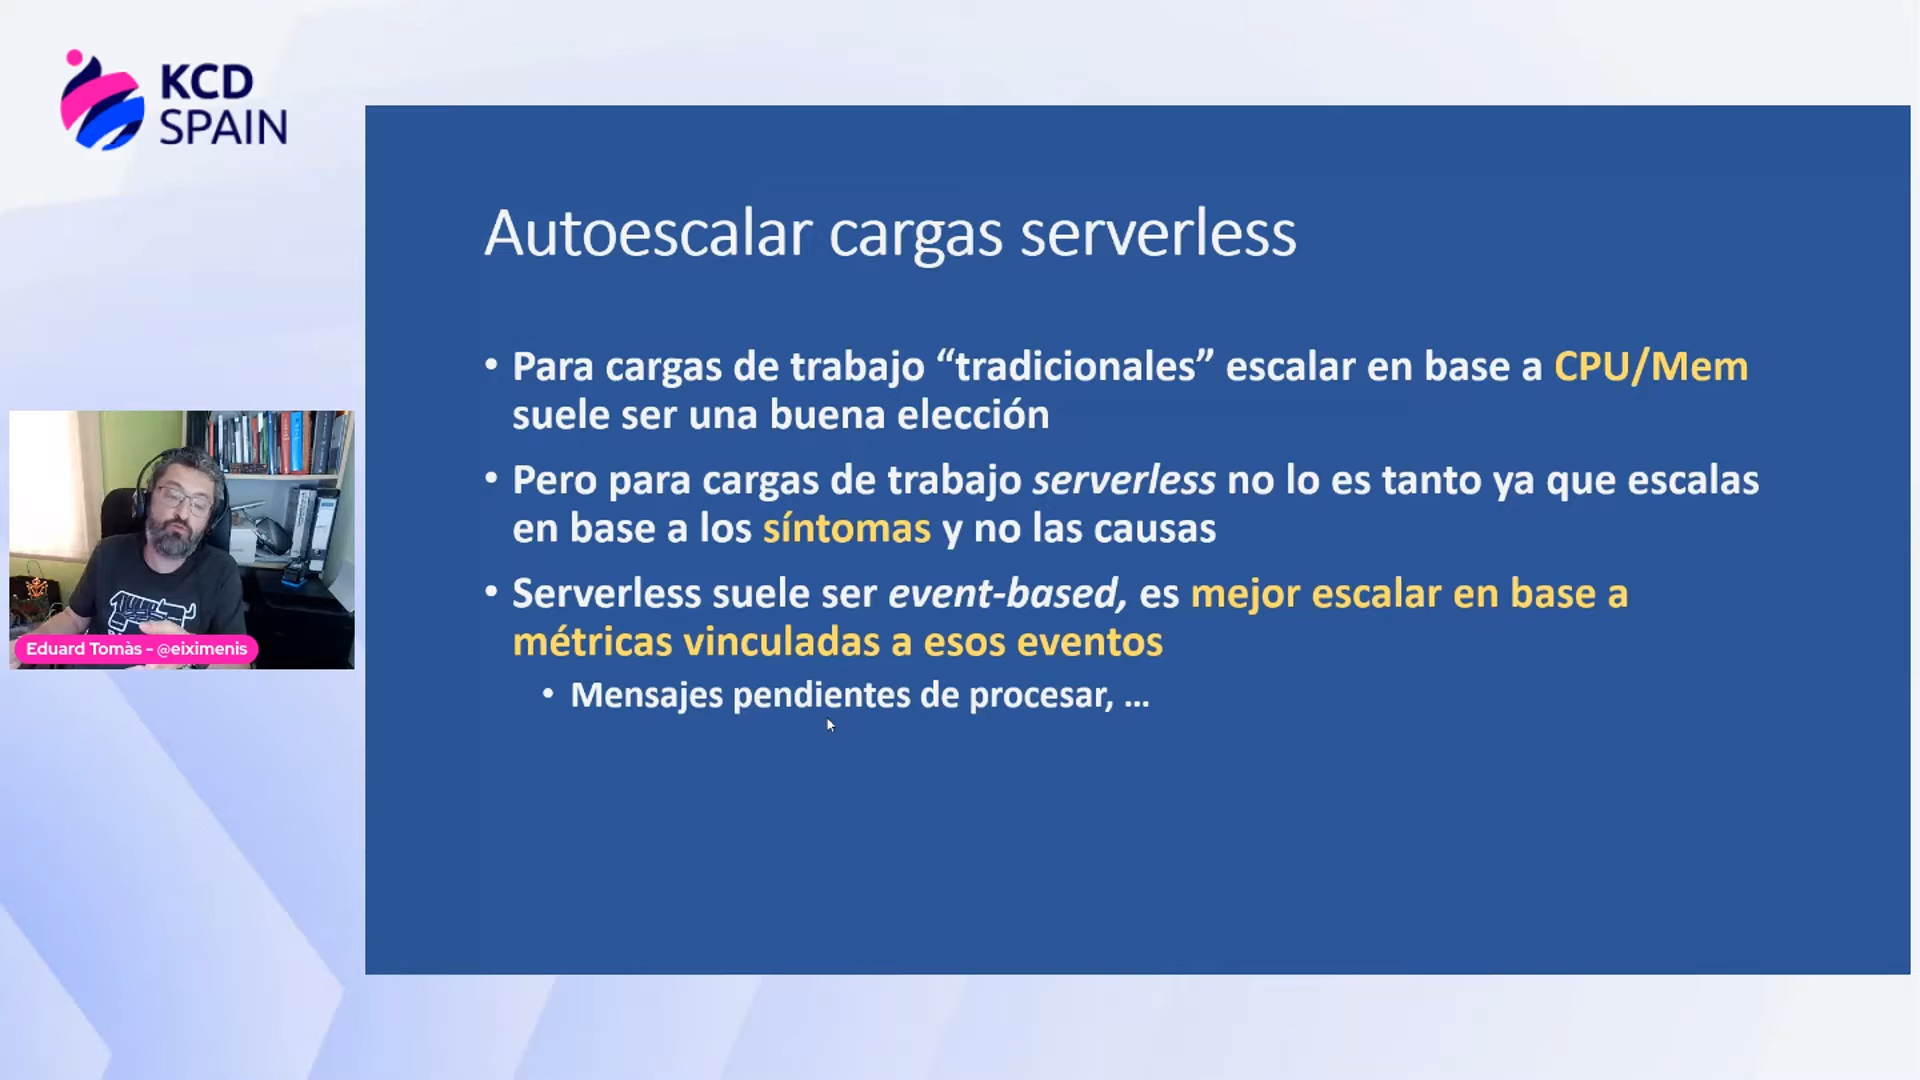 KCD
SPAIN
Autoescalar cargas serverless
• Para cargas de trabajo “tradicionales” escalar en base a CPU/Mem
suele ser una buena elección
• Pero para cargas de trabajo serverless no lo es tanto ya que escalas
en base a los síntomas y no las causas
• Serverless suele ser event-based, es mejor escalar en base a
métricas vinculadas a esos eventos
• Mensajes pendientes de procesar, ...
Eduard Tomàs - @eiximenis